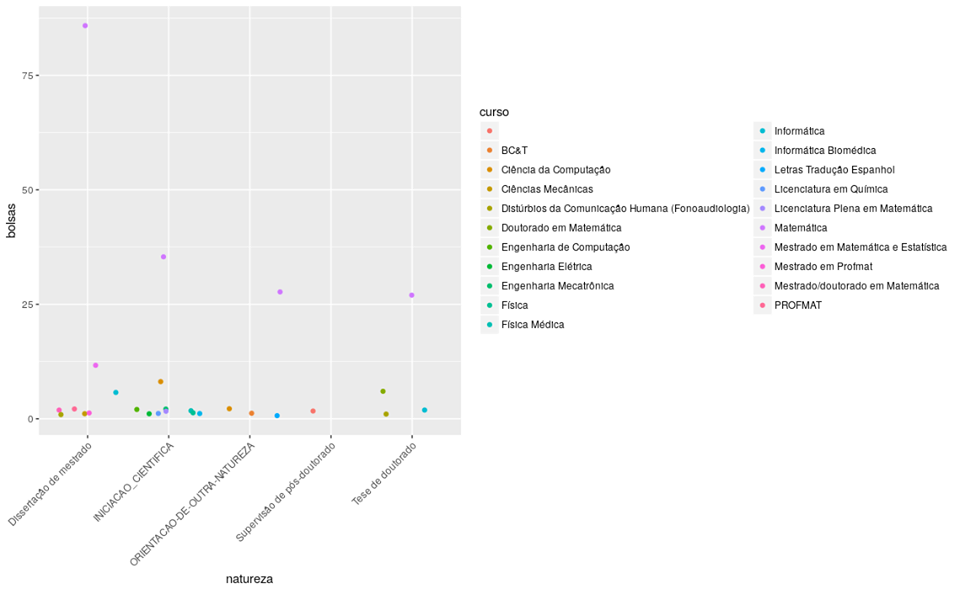 75
50
25
0
bolsas
Dissertação de mestrado
INICIACAO_CIENTIFICA
ORIENTACAO-DE-OUTRA-NATUREZA
Supervisão de pós-doutorado
Tese de doutorado
natureza
curso
BC&T
Ciência da Computação
Ciências Mecânicas
Distúrbios da Comunicação Humana (Fonoaudiologia)
Doutorado em Matemática
Engenharia de Computação
Engenharia Elétrica
Engenharia Mecatrônica
Física
Física Médica
Informática
Informática Biomédica
Letras Tradução Espanhol
Licenciatura em Química
Licenciatura Plena em Matemática
Matemática
Mestrado em Matemática e Estatística
Mestrado em Profmat
Mestrado/doutorado em Matemática
PROFMAT